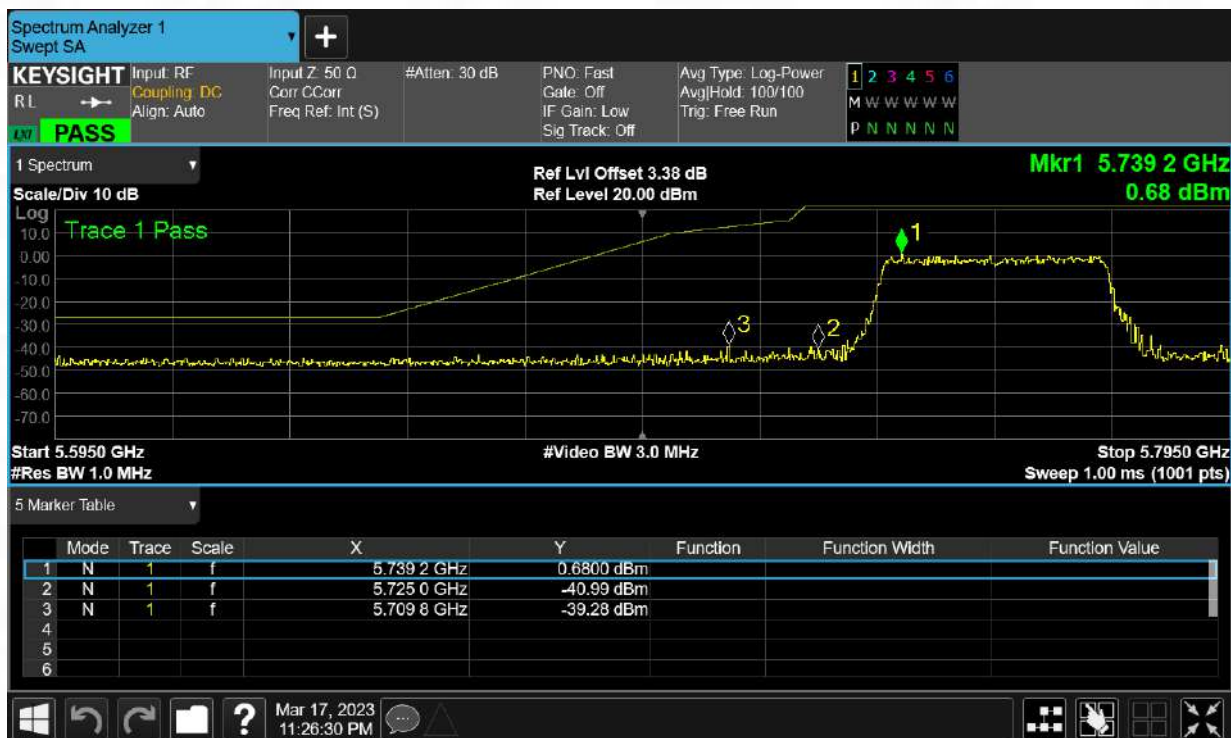 Spectrum Analyzer 1
Swept SA
+
KEYSIGHT Input: RF Input Z: 50 Ω #Atten: 30 dB PNO: Fast Avg Type: Log-Power 1 2 3 4 5 6
RL Coupling: DC Corr CCorr Gate: Off Avg|Hold: 100/100 M W W W W W
Align: Auto Freq Ref: Int (S) IF Gain: Low Trig: Free Run
LXI PASS Sig Track: Off P N N N N N
1 Spectrum Ref Lvl Offset 3.38 dB Mkr1 5.739 2 GHz
Scale/Div 10 dB Ref Level 20.00 dBm 0.68 dBm
Log
Trace 1 Pass
10.0
1
0.00
-10.0
-20.0
-30.0
3
2
-40.0
-50.0
-60.0
-70.0
Start 5.5950 GHz #Video BW 3.0 MHz Stop 5.7950 GHz
#Res BW 1.0 MHz Sweep 1.00 ms (1001 pts)
5 Marker Table
Mode Trace Scale X Y Function Function Width Function Value
1 N 1 f 5.739 2 GHz 0.6800 dBm
2 N 1 f 5.725 0 GHz -40.99 dBm
3 N 1 f 5.709 8 GHz -39.28 dBm
4
5
6
? Mar 17, 2023
11:26:30 PM